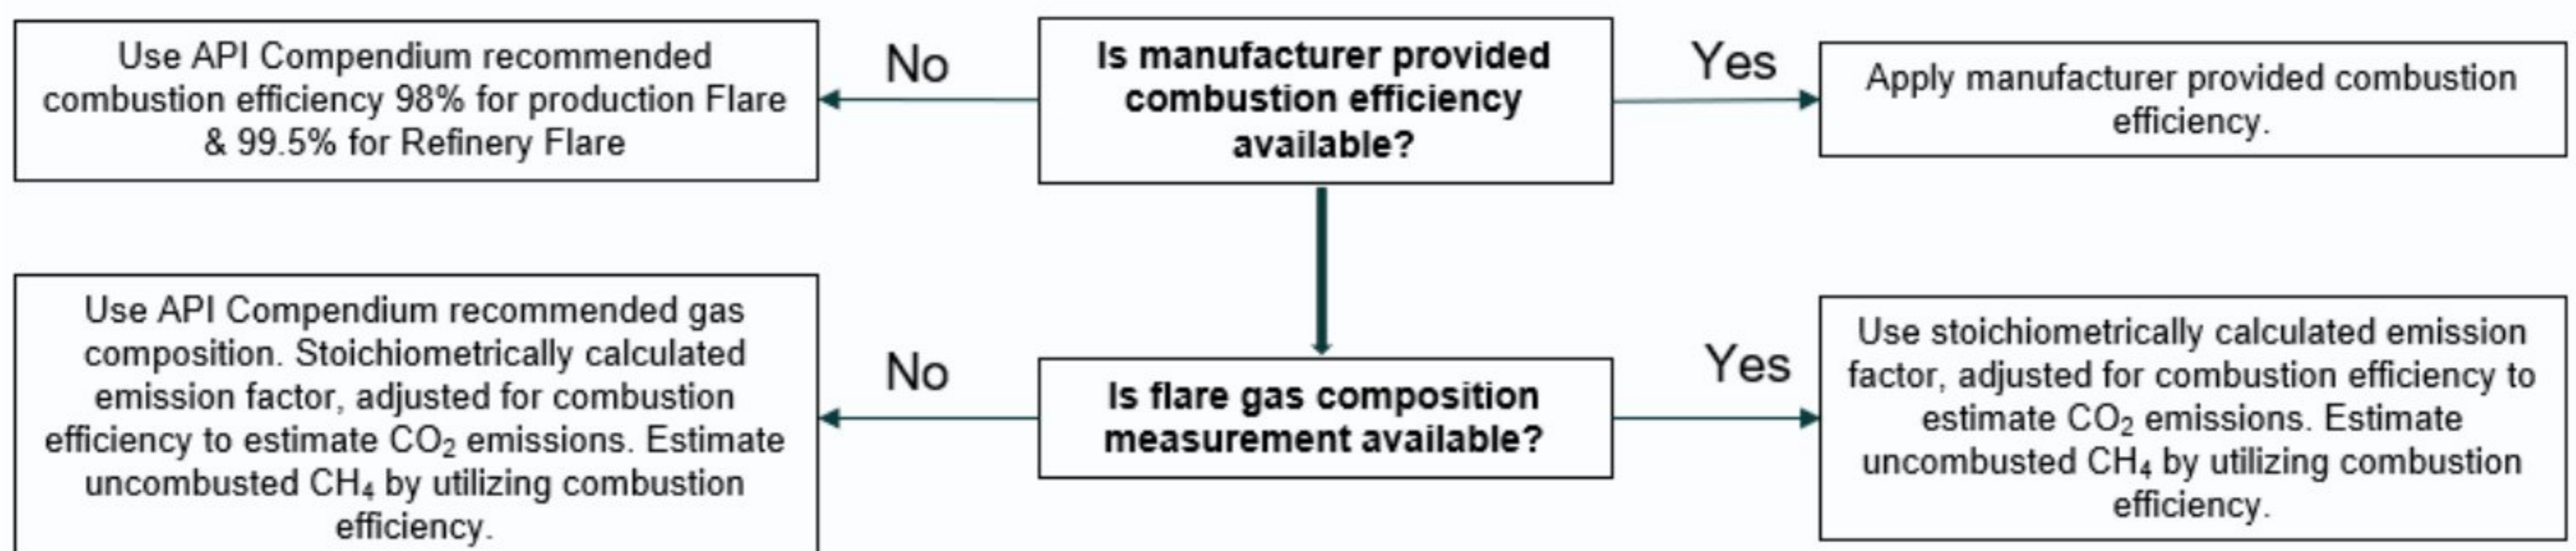 Use API Compendium recommended
combustion efficiency 98% for production Flare
& 99.5% for Refinery Flare
No
Is manufacturer provided
combustion efficiency
available?
Yes
Apply manufacturer provided combustion
efficiency.
Use API Compendium recommended gas
composition. Stoichiometrically calculated
emission factor, adjusted for combustion
efficiency to estimate CO₂ emissions. Estimate
uncombusted CH₄ by utilizing combustion
efficiency.
No
Is flare gas composition
measurement available?
Yes
Use stoichiometrically calculated emission
factor, adjusted for combustion efficiency to
estimate CO₂ emissions. Estimate
uncombusted CH₄ by utilizing combustion
efficiency.